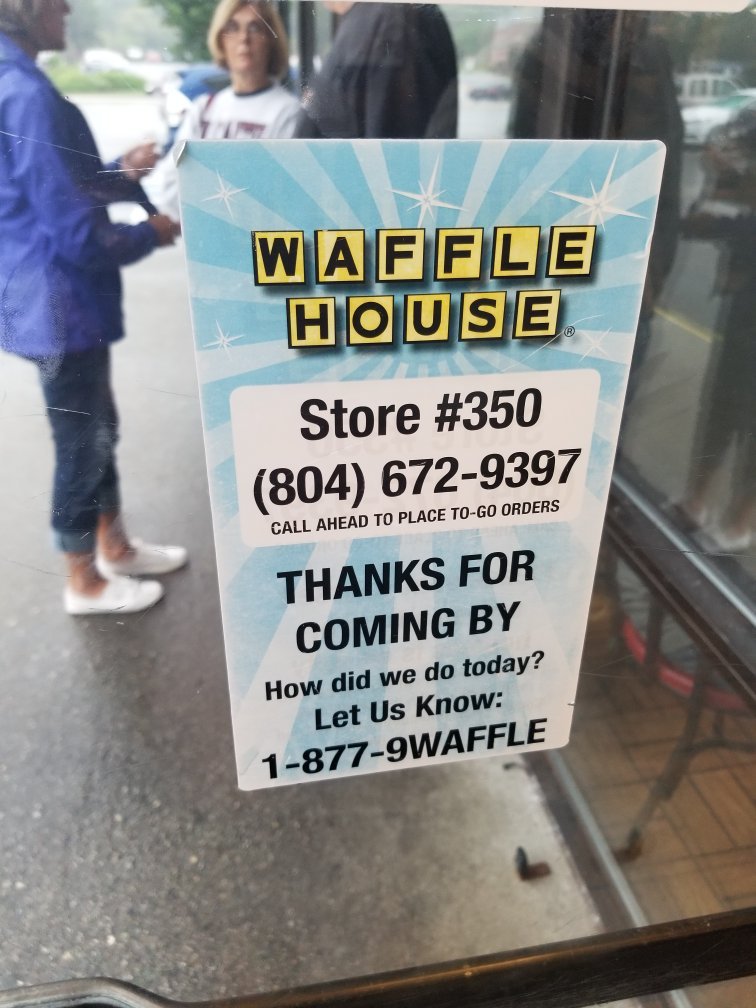 WAFFLE
HOUSE®
Store #350
(804) 672-9397
CALL AHEAD TO PLACE TO-GO ORDERS
THANKS FOR
COMING BY
How did we do today?
Let Us Know:
1-877-9WAFFLE